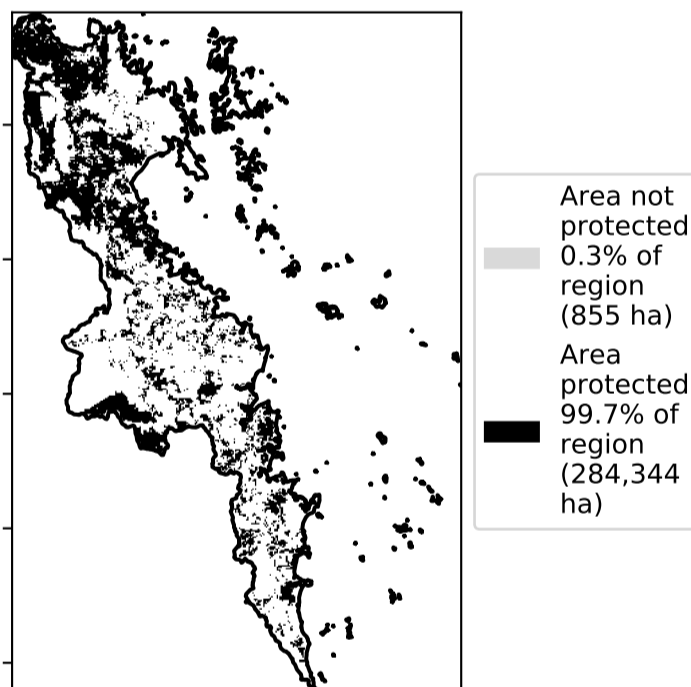 Area not
protected
0.3% of
region
(855 ha)
Area
protected
99.7% of
region
(284,344
ha)